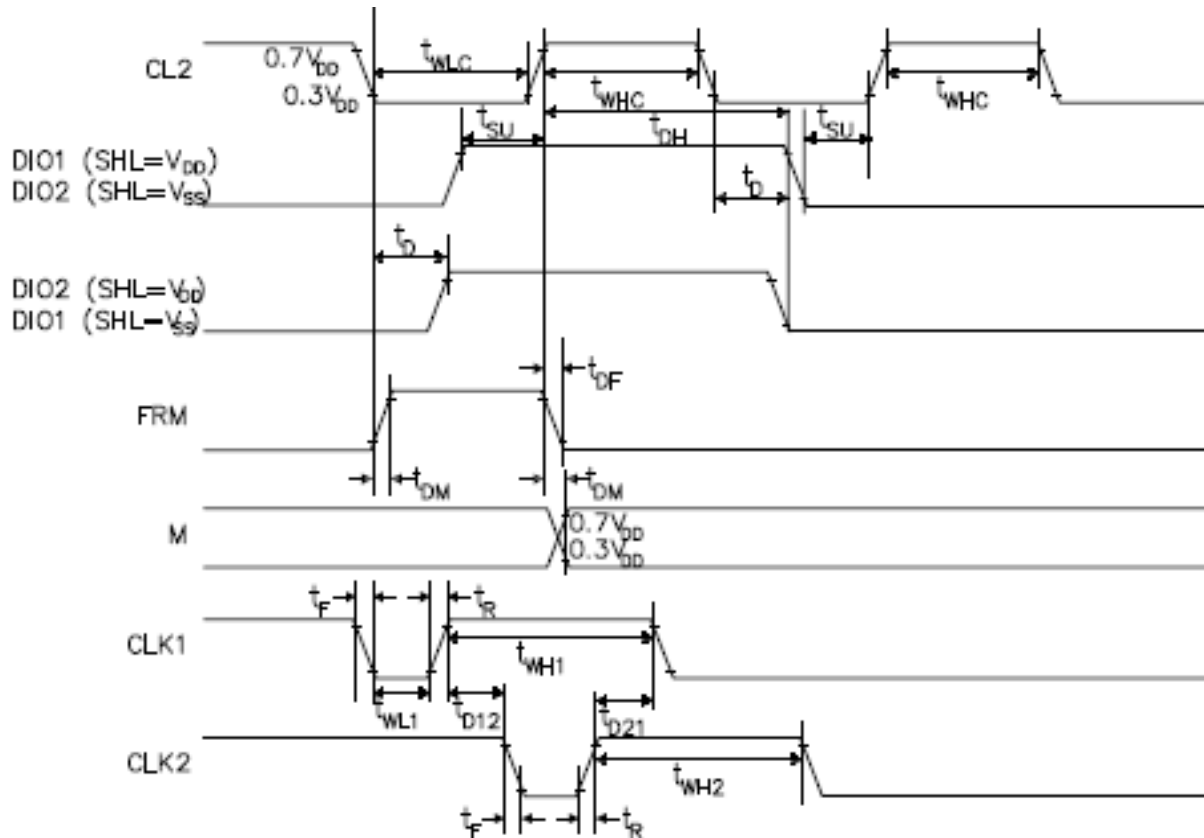 CL2
0.7VDD
0.3VDD
tWLC
tWHC
tWHC
tSU
tDH
tSU
DIO1 (SHL=VDD)
DIO2 (SHL=VSS)
tD
tD
DIO2 (SHL=VDD)
DIO1 (SHL=VSS)
tDF
FRM
tDM
tDM
M
0.7VDD
0.3VDD
tF
tR
CLK1
tWH1
tWL1
tD12
tD21
CLK2
tWH2
tF
tR